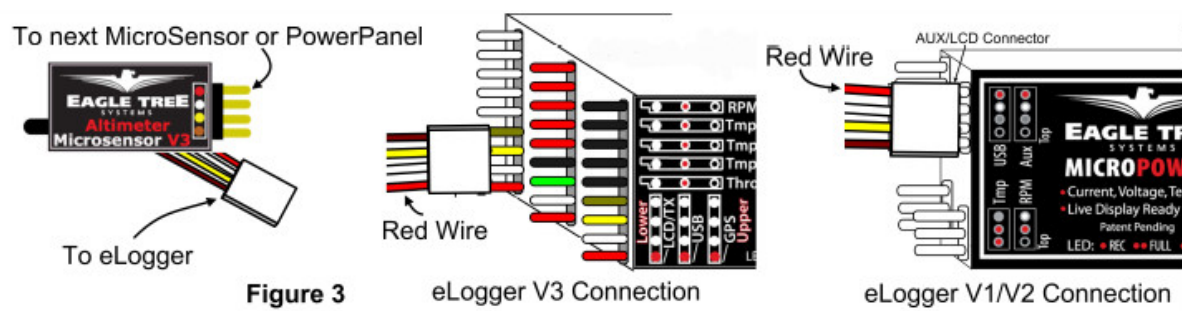 To next MicroSensor or PowerPanel
EAGLE TREE
SYSTEMS
Altimeter
Microsensor V3
To eLogger
Figure 3
RPM
Tmp
Tmp
Tmp
Thro
Lower
LCD/TX
USB
GPS
Upper
LE
Red Wire
eLogger V3 Connection
AUX/LCD Connector
Red Wire
USB
Aux
Top
Tmp
RPM
Top
EAGLE TR
SYSTEMS
MICROPOW
Current, Voltage, Te
Live Display Ready
Patent Pending
LED: REC FULL
eLogger V1/V2 Connection